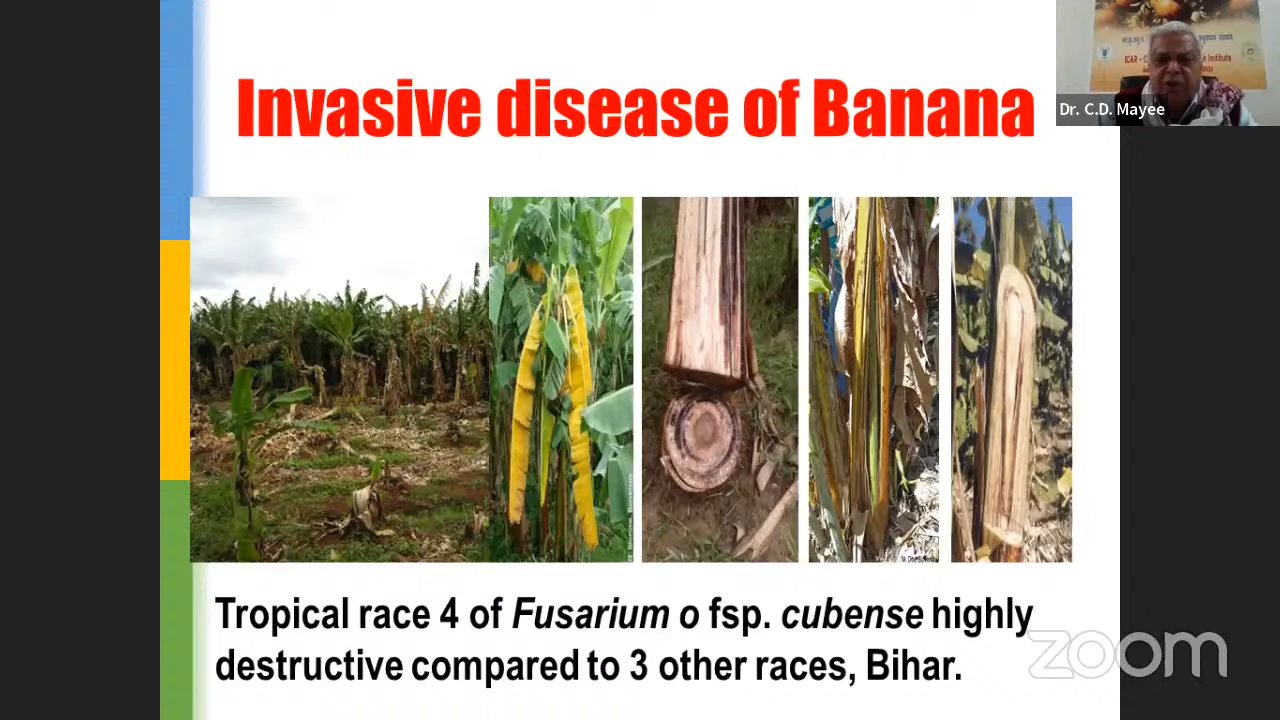 Invasive disease of Banana
Dr. C.D. Mayee
Tropical race 4 of Fusarium o fsp. cubense highly
destructive compared to 3 other races, Bihar.
zoom